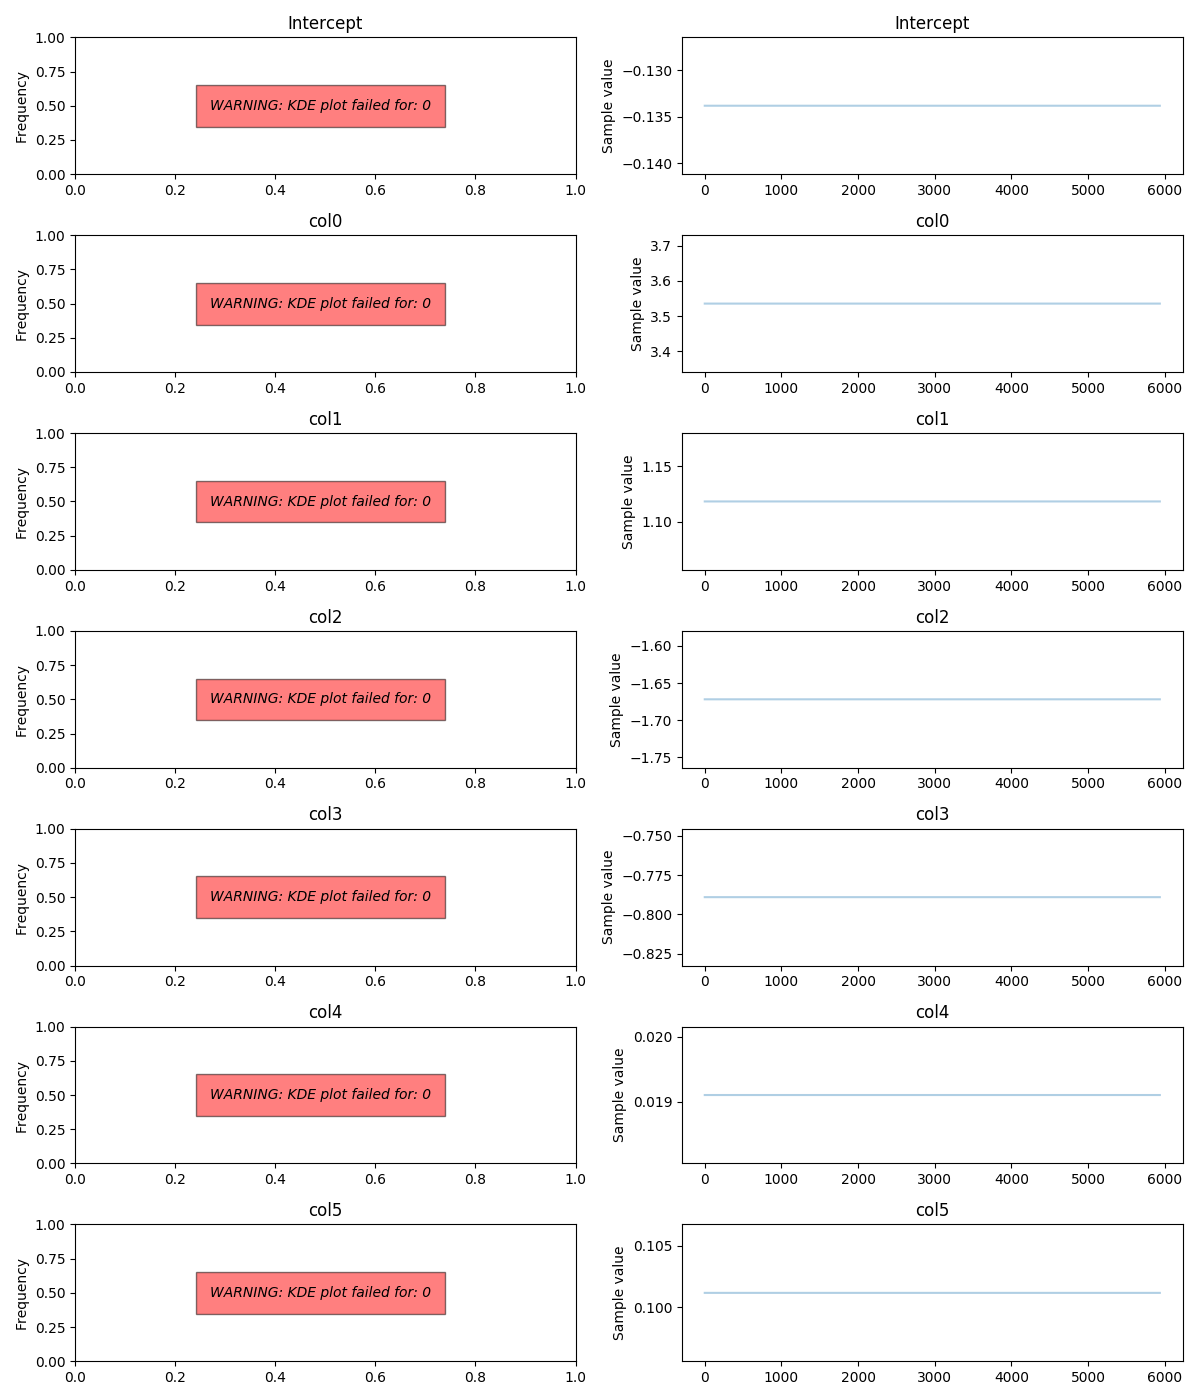 Intercept
1.00
0.75
0.50
0.25
0.00
Frequency
WARNING: KDE plot failed for: 0
0.0 0.2 0.4 0.6 0.8 1.0
Intercept
−0.130
−0.135
−0.140
Sample value
0 1000 2000 3000 4000 5000 6000
col0
1.00
0.75
0.50
0.25
0.00
Frequency
WARNING: KDE plot failed for: 0
0.0 0.2 0.4 0.6 0.8 1.0
col0
3.7
3.6
3.5
3.4
Sample value
0 1000 2000 3000 4000 5000 6000
col1
1.00
0.75
0.50
0.25
0.00
Frequency
WARNING: KDE plot failed for: 0
0.0 0.2 0.4 0.6 0.8 1.0
col1
1.15
1.10
Sample value
0 1000 2000 3000 4000 5000 6000
col2
1.00
0.75
0.50
0.25
0.00
Frequency
WARNING: KDE plot failed for: 0
0.0 0.2 0.4 0.6 0.8 1.0
col2
−1.60
−1.65
−1.70
−1.75
Sample value
0 1000 2000 3000 4000 5000 6000
col3
1.00
0.75
0.50
0.25
0.00
Frequency
WARNING: KDE plot failed for: 0
0.0 0.2 0.4 0.6 0.8 1.0
col3
−0.750
−0.775
−0.800
−0.825
Sample value
0 1000 2000 3000 4000 5000 6000
col4
1.00
0.75
0.50
0.25
0.00
Frequency
WARNING: KDE plot failed for: 0
0.0 0.2 0.4 0.6 0.8 1.0
col4
0.020
0.019
Sample value
0 1000 2000 3000 4000 5000 6000
col5
1.00
0.75
0.50
0.25
0.00
Frequency
WARNING: KDE plot failed for: 0
0.0 0.2 0.4 0.6 0.8 1.0
col5
0.105
0.100
Sample value
0 1000 2000 3000 4000 5000 6000